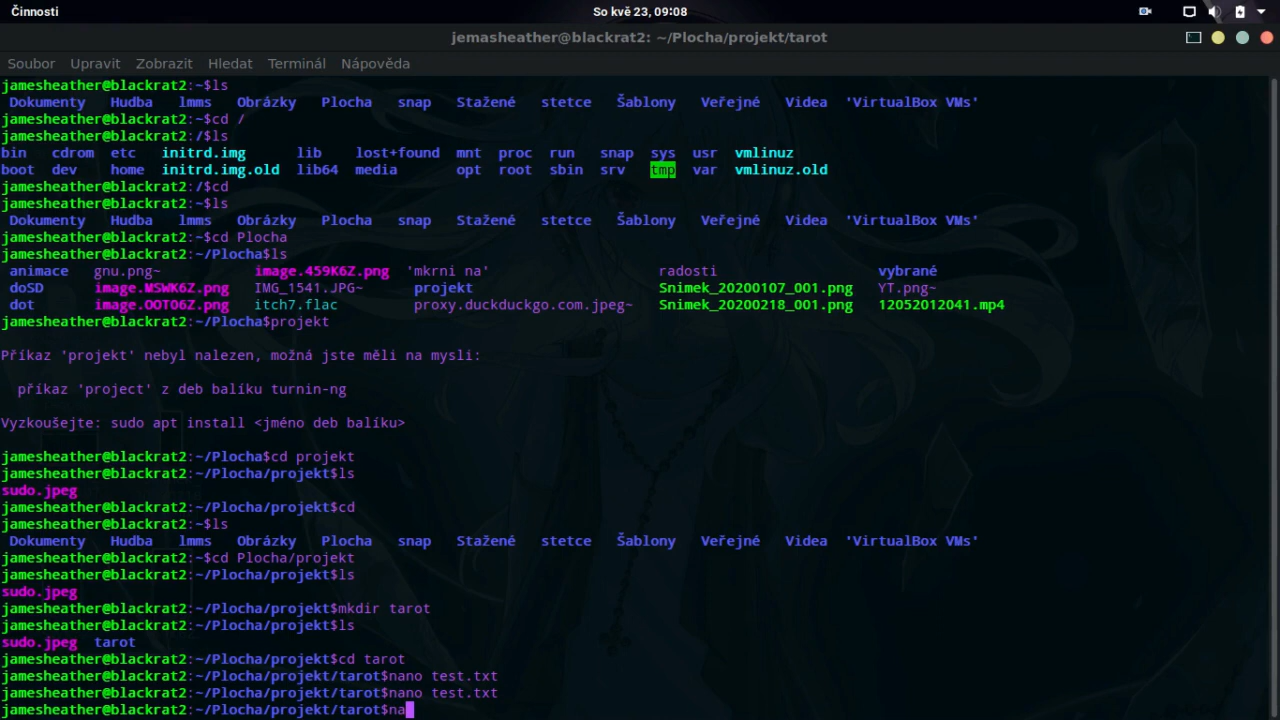 Činnosti
So kvě 23, 09:08
jemasheather@blackrat2: ~/Plocha/projekt/tarot
Soubor Upravit Zobrazit Hledat Terminál Nápověda
jamesheather@blackrat2:~$ls
Dokumenty Hudba lmms Obrázky Plocha snap Stažené stetce Šablony Veřejné Videa 'VirtualBox VMs'
jamesheather@blackrat2:~$cd /
jamesheather@blackrat2:/$ls
bin cdrom etc initrd.img lib lost+found mnt proc run snap sys usr vmlinuz
boot dev home initrd.img.old lib64 media opt root sbin srv tmp var vmlinuz.old
jamesheather@blackrat2:/$cd
jamesheather@blackrat2:~$ls
Dokumenty Hudba lmms Obrázky Plocha snap Stažené stetce Šablony Veřejné Videa 'VirtualBox VMs'
jamesheather@blackrat2:~$cd Plocha
jamesheather@blackrat2:~/Plocha$ls
animace gnu.png~ image.459K6Z.png 'mkrni na' radosti vybrané
doSD image.MSWK6Z.png IMG_1541.JPG~ projekt Snimek_20200107_001.png YT.png~
dot image.OOT06Z.png itch7.flac proxy.duckduckgo.com.jpeg~ Snimek_20200218_001.png 12052012041.mp4
jamesheather@blackrat2:~/Plocha$projekt
Příkaz 'projekt' nebyl nalezen, možná jste měli na mysli:
příkaz 'project' z deb balíku turnin-ng
Vyzkoušejte: sudo apt install <jméno deb balíku>
jamesheather@blackrat2:~/Plocha$cd projekt
jamesheather@blackrat2:~/Plocha/projekt$ls
sudo.jpeg
jamesheather@blackrat2:~/Plocha/projekt$cd
jamesheather@blackrat2:~$ls
Dokumenty Hudba lmms Obrázky Plocha snap Stažené stetce Šablony Veřejné Videa 'VirtualBox VMs'
jamesheather@blackrat2:~$cd Plocha/projekt
jamesheather@blackrat2:~/Plocha/projekt$ls
sudo.jpeg
jamesheather@blackrat2:~/Plocha/projekt$mkdir tarot
jamesheather@blackrat2:~/Plocha/projekt$ls
sudo.jpeg tarot
jamesheather@blackrat2:~/Plocha/projekt$cd tarot
jamesheather@blackrat2:~/Plocha/projekt/tarot$nano test.txt
jamesheather@blackrat2:~/Plocha/projekt/tarot$nano test.txt
jamesheather@blackrat2:~/Plocha/projekt/tarot$na